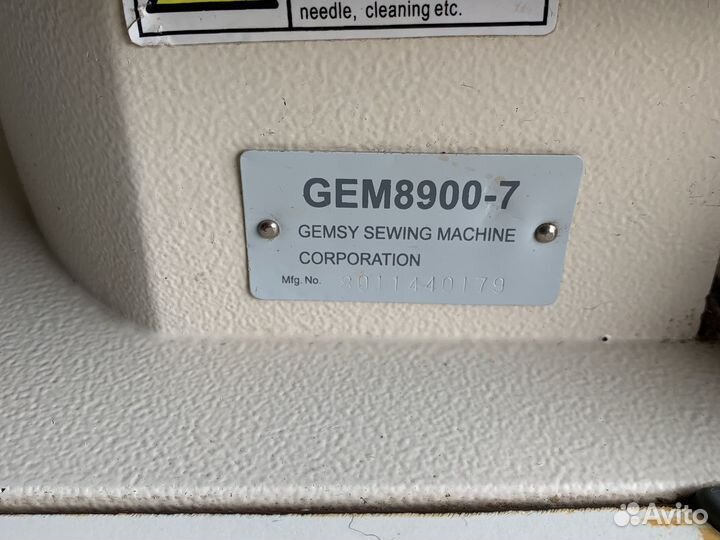 needle, cleaning etc.
GEM8900-7
GEMSY SEWING MACHINE
CORPORATION
Mfg. No. 8011440179
Avito